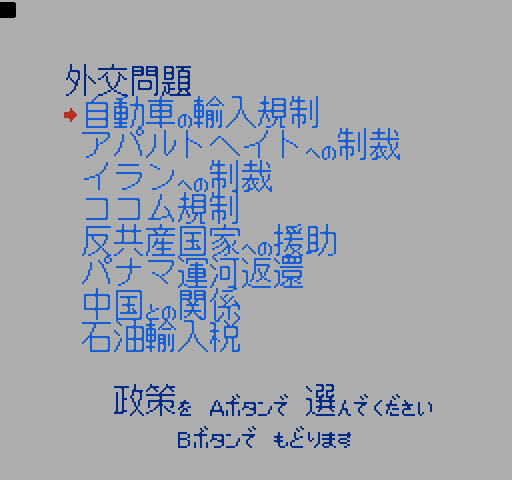 外交問題
自動車の輸入規制
アパルトヘイトへの制裁
イランへの制裁
ココム規制
反共産国家への援助
パナマ運河返還
中国との関係
石油輸入税
政策を Aボタンで 選んでください
Bボタンで もどります